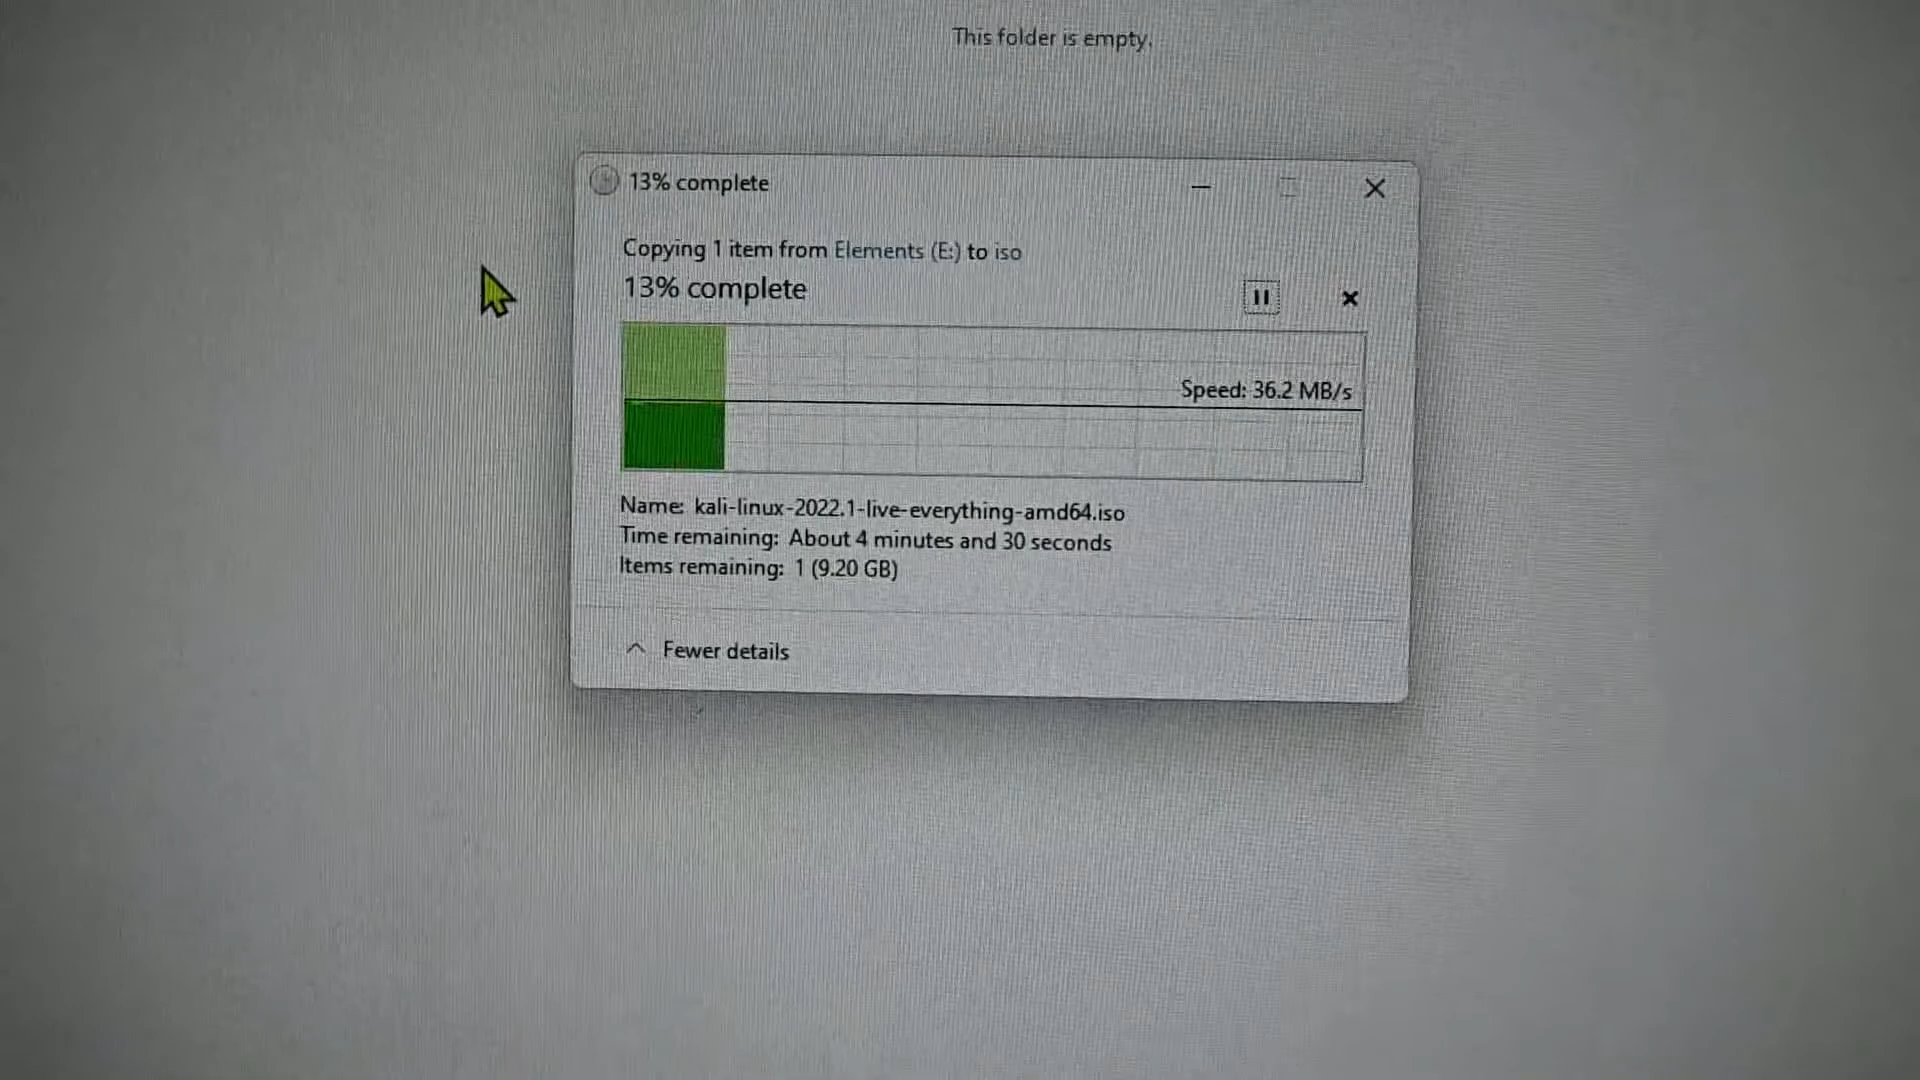 This folder is empty.
13% complete
Copying 1 item from Elements (E:) to iso
13% complete
Speed: 36.2 MB/s
Name: kali-linux-2022.1-live-everything-amd64.iso
Time remaining: About 4 minutes and 30 seconds
Items remaining: 1 (9.20 GB)
Fewer details